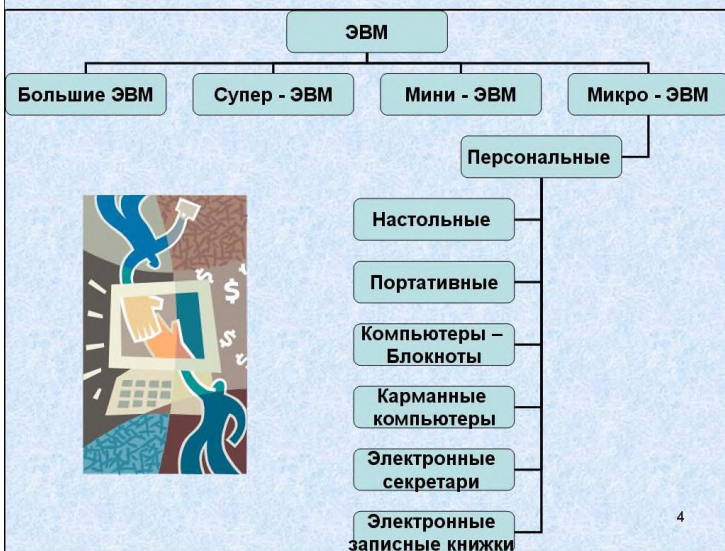 ЭВМ
Большие ЭВМ
Супер - ЭВМ
Мини - ЭВМ
Микро - ЭВМ
Персональные
Настольные
Портативные
Компьютеры –
Блокноты
Карманные
компьютеры
Электронные
секретари
Электронные
записные книжки
$
$
$
$
4